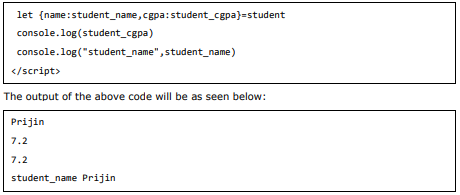 let {name:student_name,cgpa:student_cgpa}=student
console.log(student_cgpa)
console.log("student_name",student_name)
</script>
The output of the above code will be as seen below:
Prijin
7.2
7.2
student_name Prijin